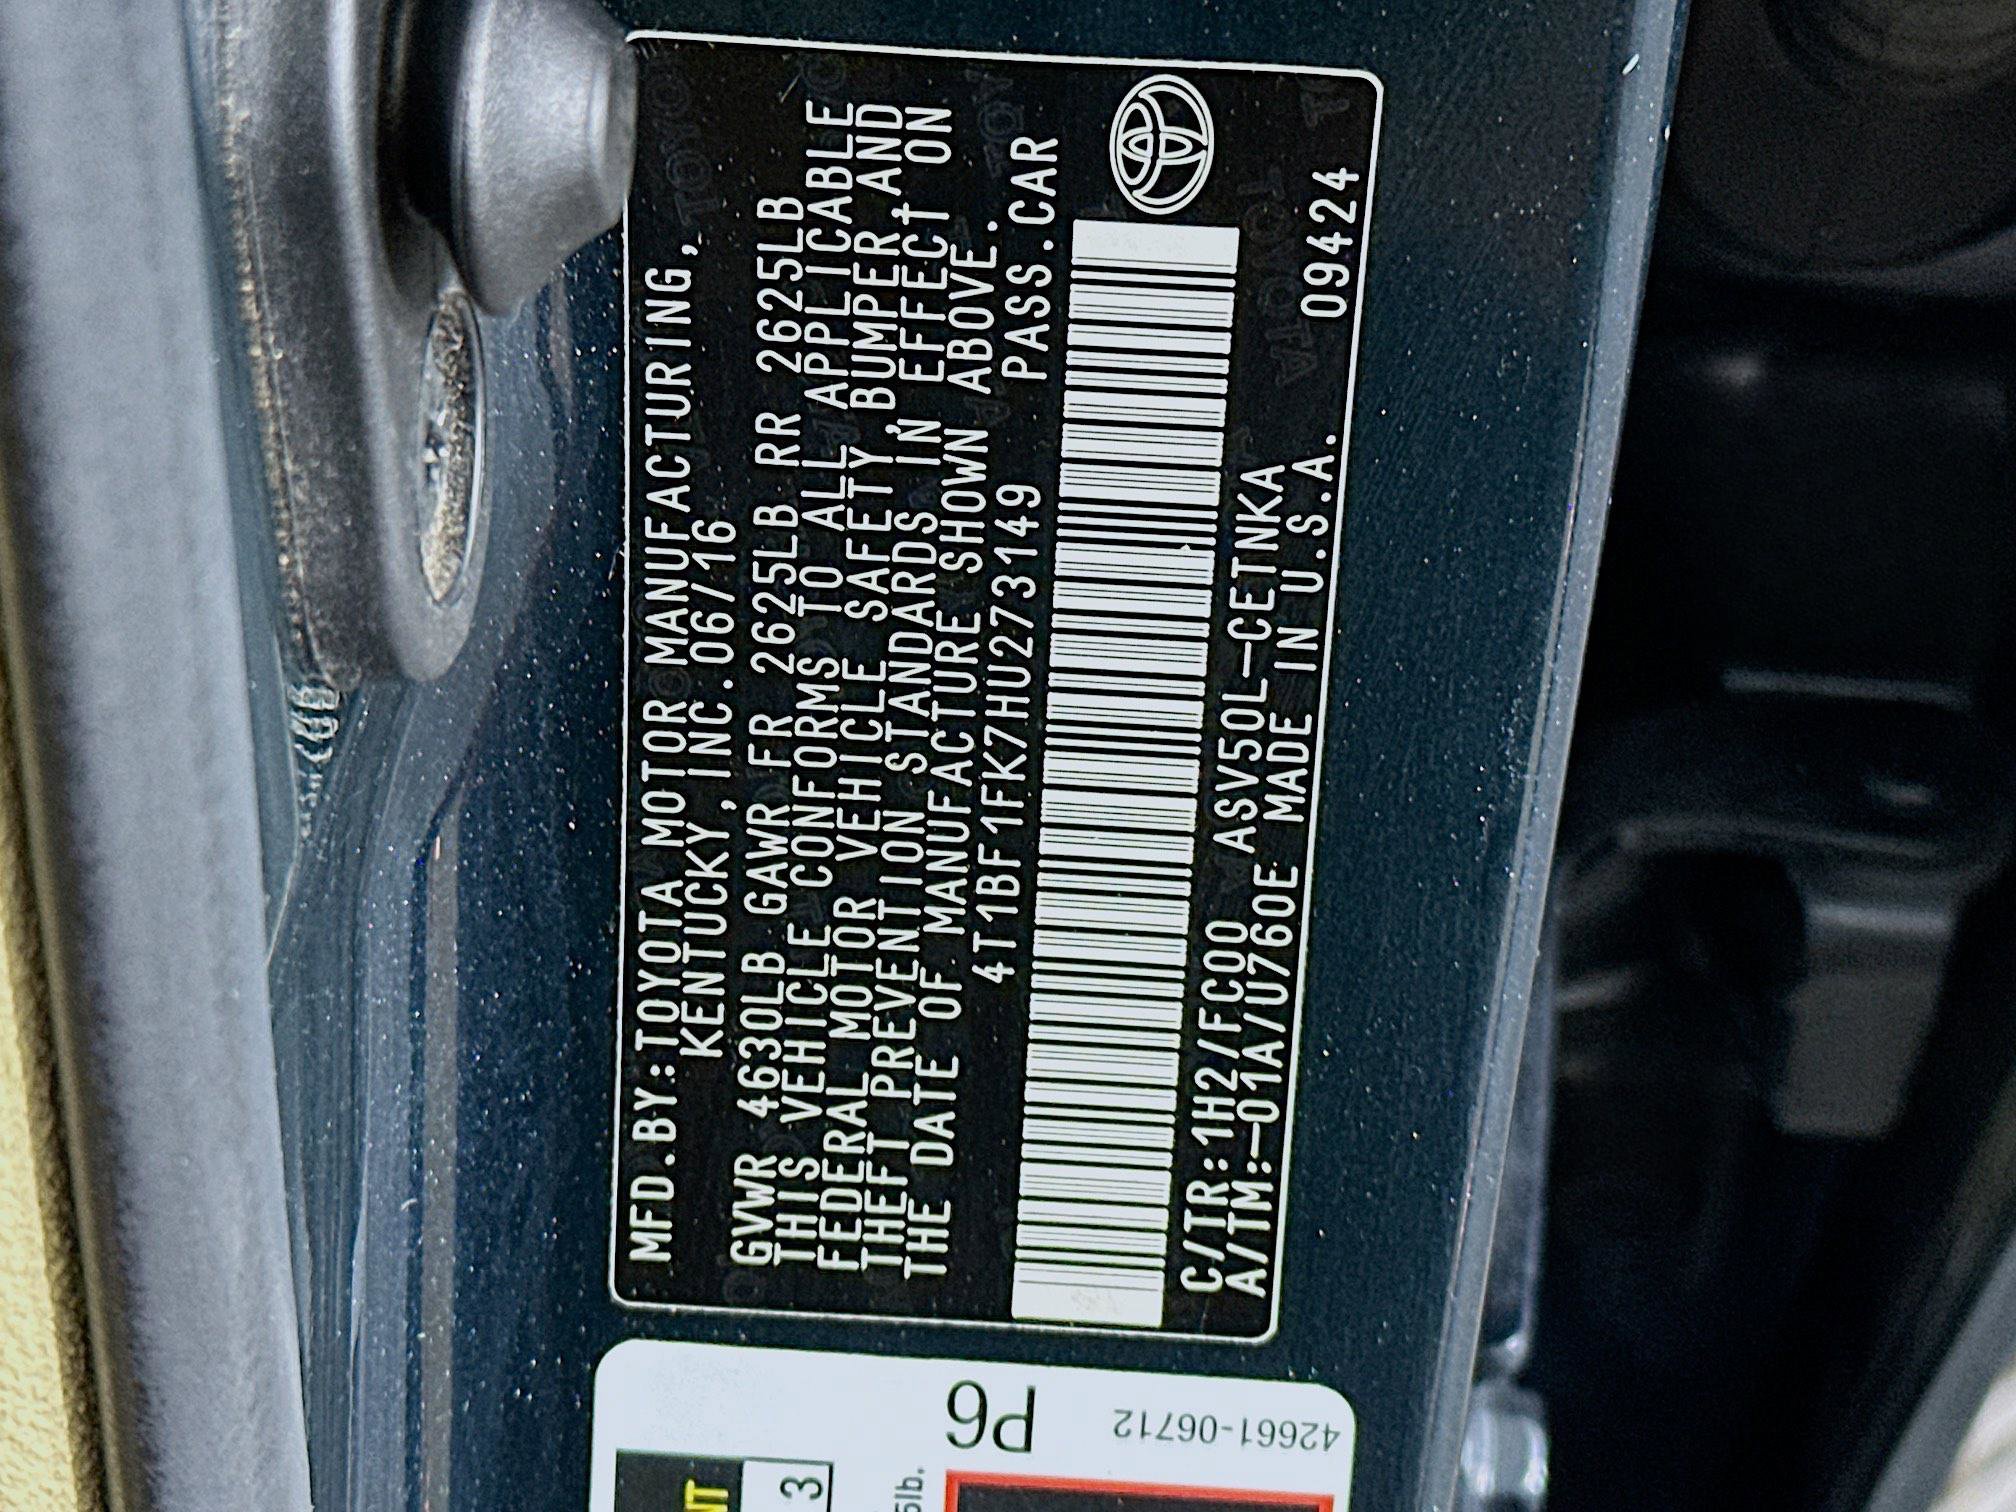 MFD.BY:TOYOTA MOTOR MANUFACTURING,
KENTUCKY, INC. 06/16
GVWR 4630LB GAWR FR 2625LB RR 2625LB
THIS VEHICLE CONFORMS TO ALL APPLICABLE
FEDERAL MOTOR VEHICLE SAFETY, BUMPER AND
THEFT PREVENTION STANDARDS IN EFFECT ON
THE DATE OF MANUFACTURE SHOWN ABOVE.
4T1BF1FK7HU273149 PASS.CAR
C/TR:1H2/FC00 ASV50L-CETNKA
A/TM:-01A/U760E MADE IN U.S.A. 09424
P6
42661-06712
3